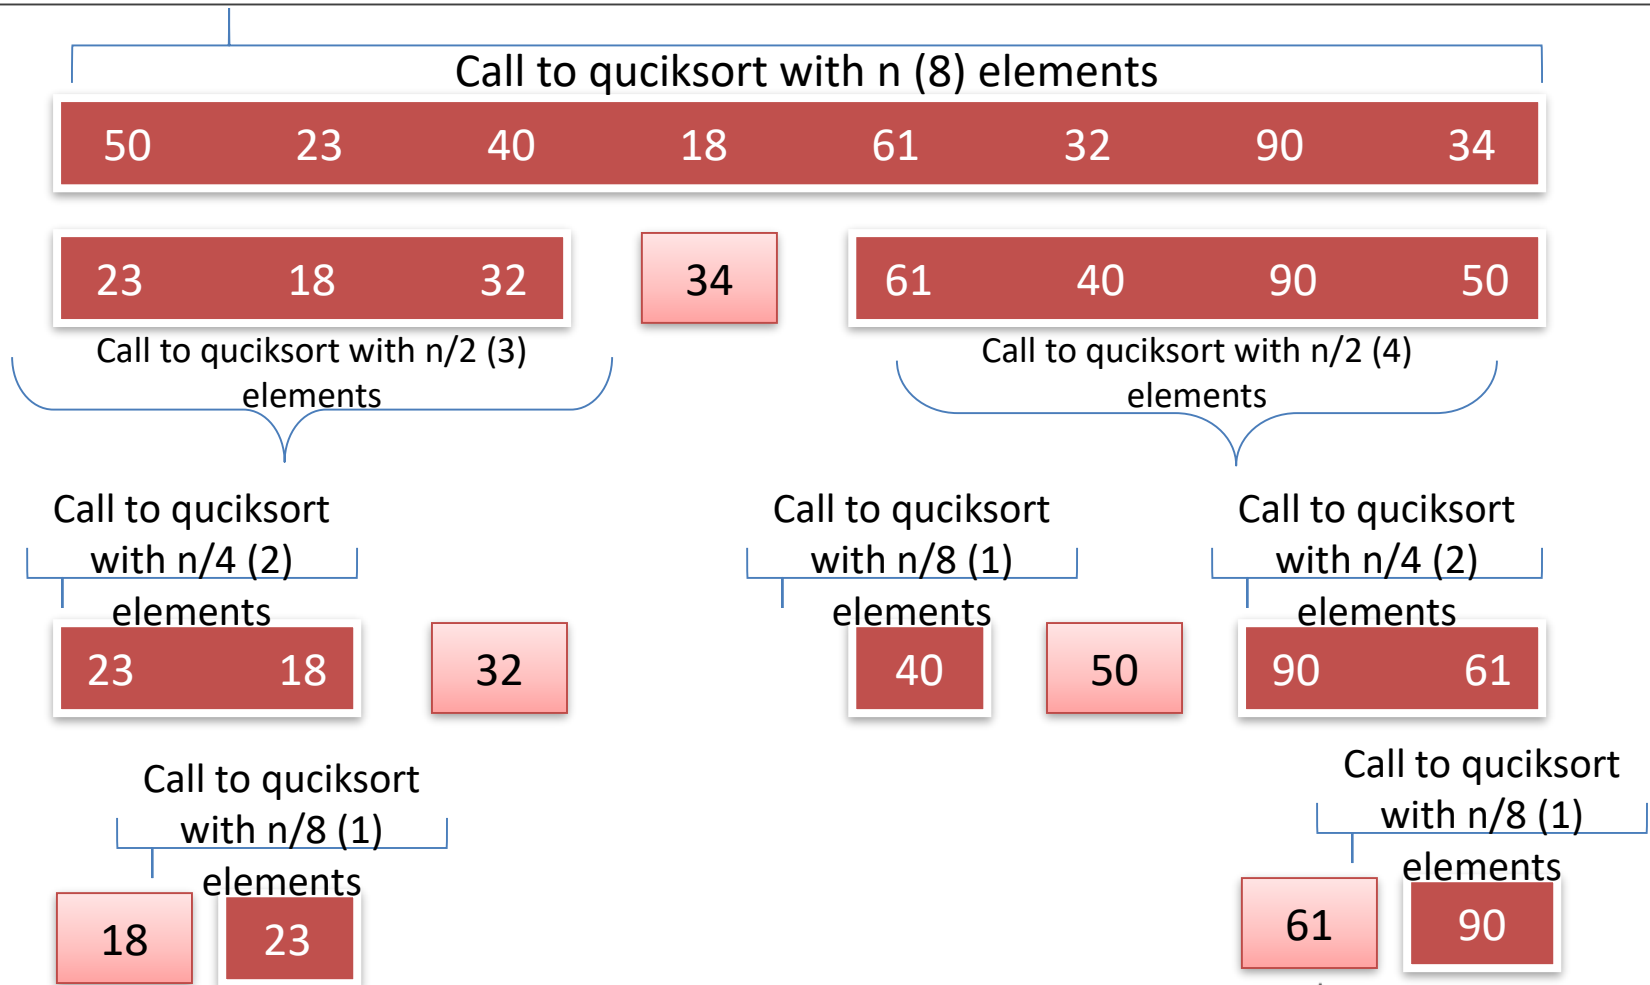 Call to quciksort with n (8) elements
50 23 40 18 61 32 90 34
23 18 32 34 61 40 90 50
Call to quciksort with n/2 (3)
elements
Call to quciksort with n/2 (4)
elements
Call to quciksort
with n/4 (2)
elements
Call to quciksort
with n/8 (1)
elements
Call to quciksort
with n/4 (2)
elements
23 18 32 40 50 90 61
Call to quciksort
with n/8 (1)
elements
Call to quciksort
with n/8 (1)
elements
18 23 61 90